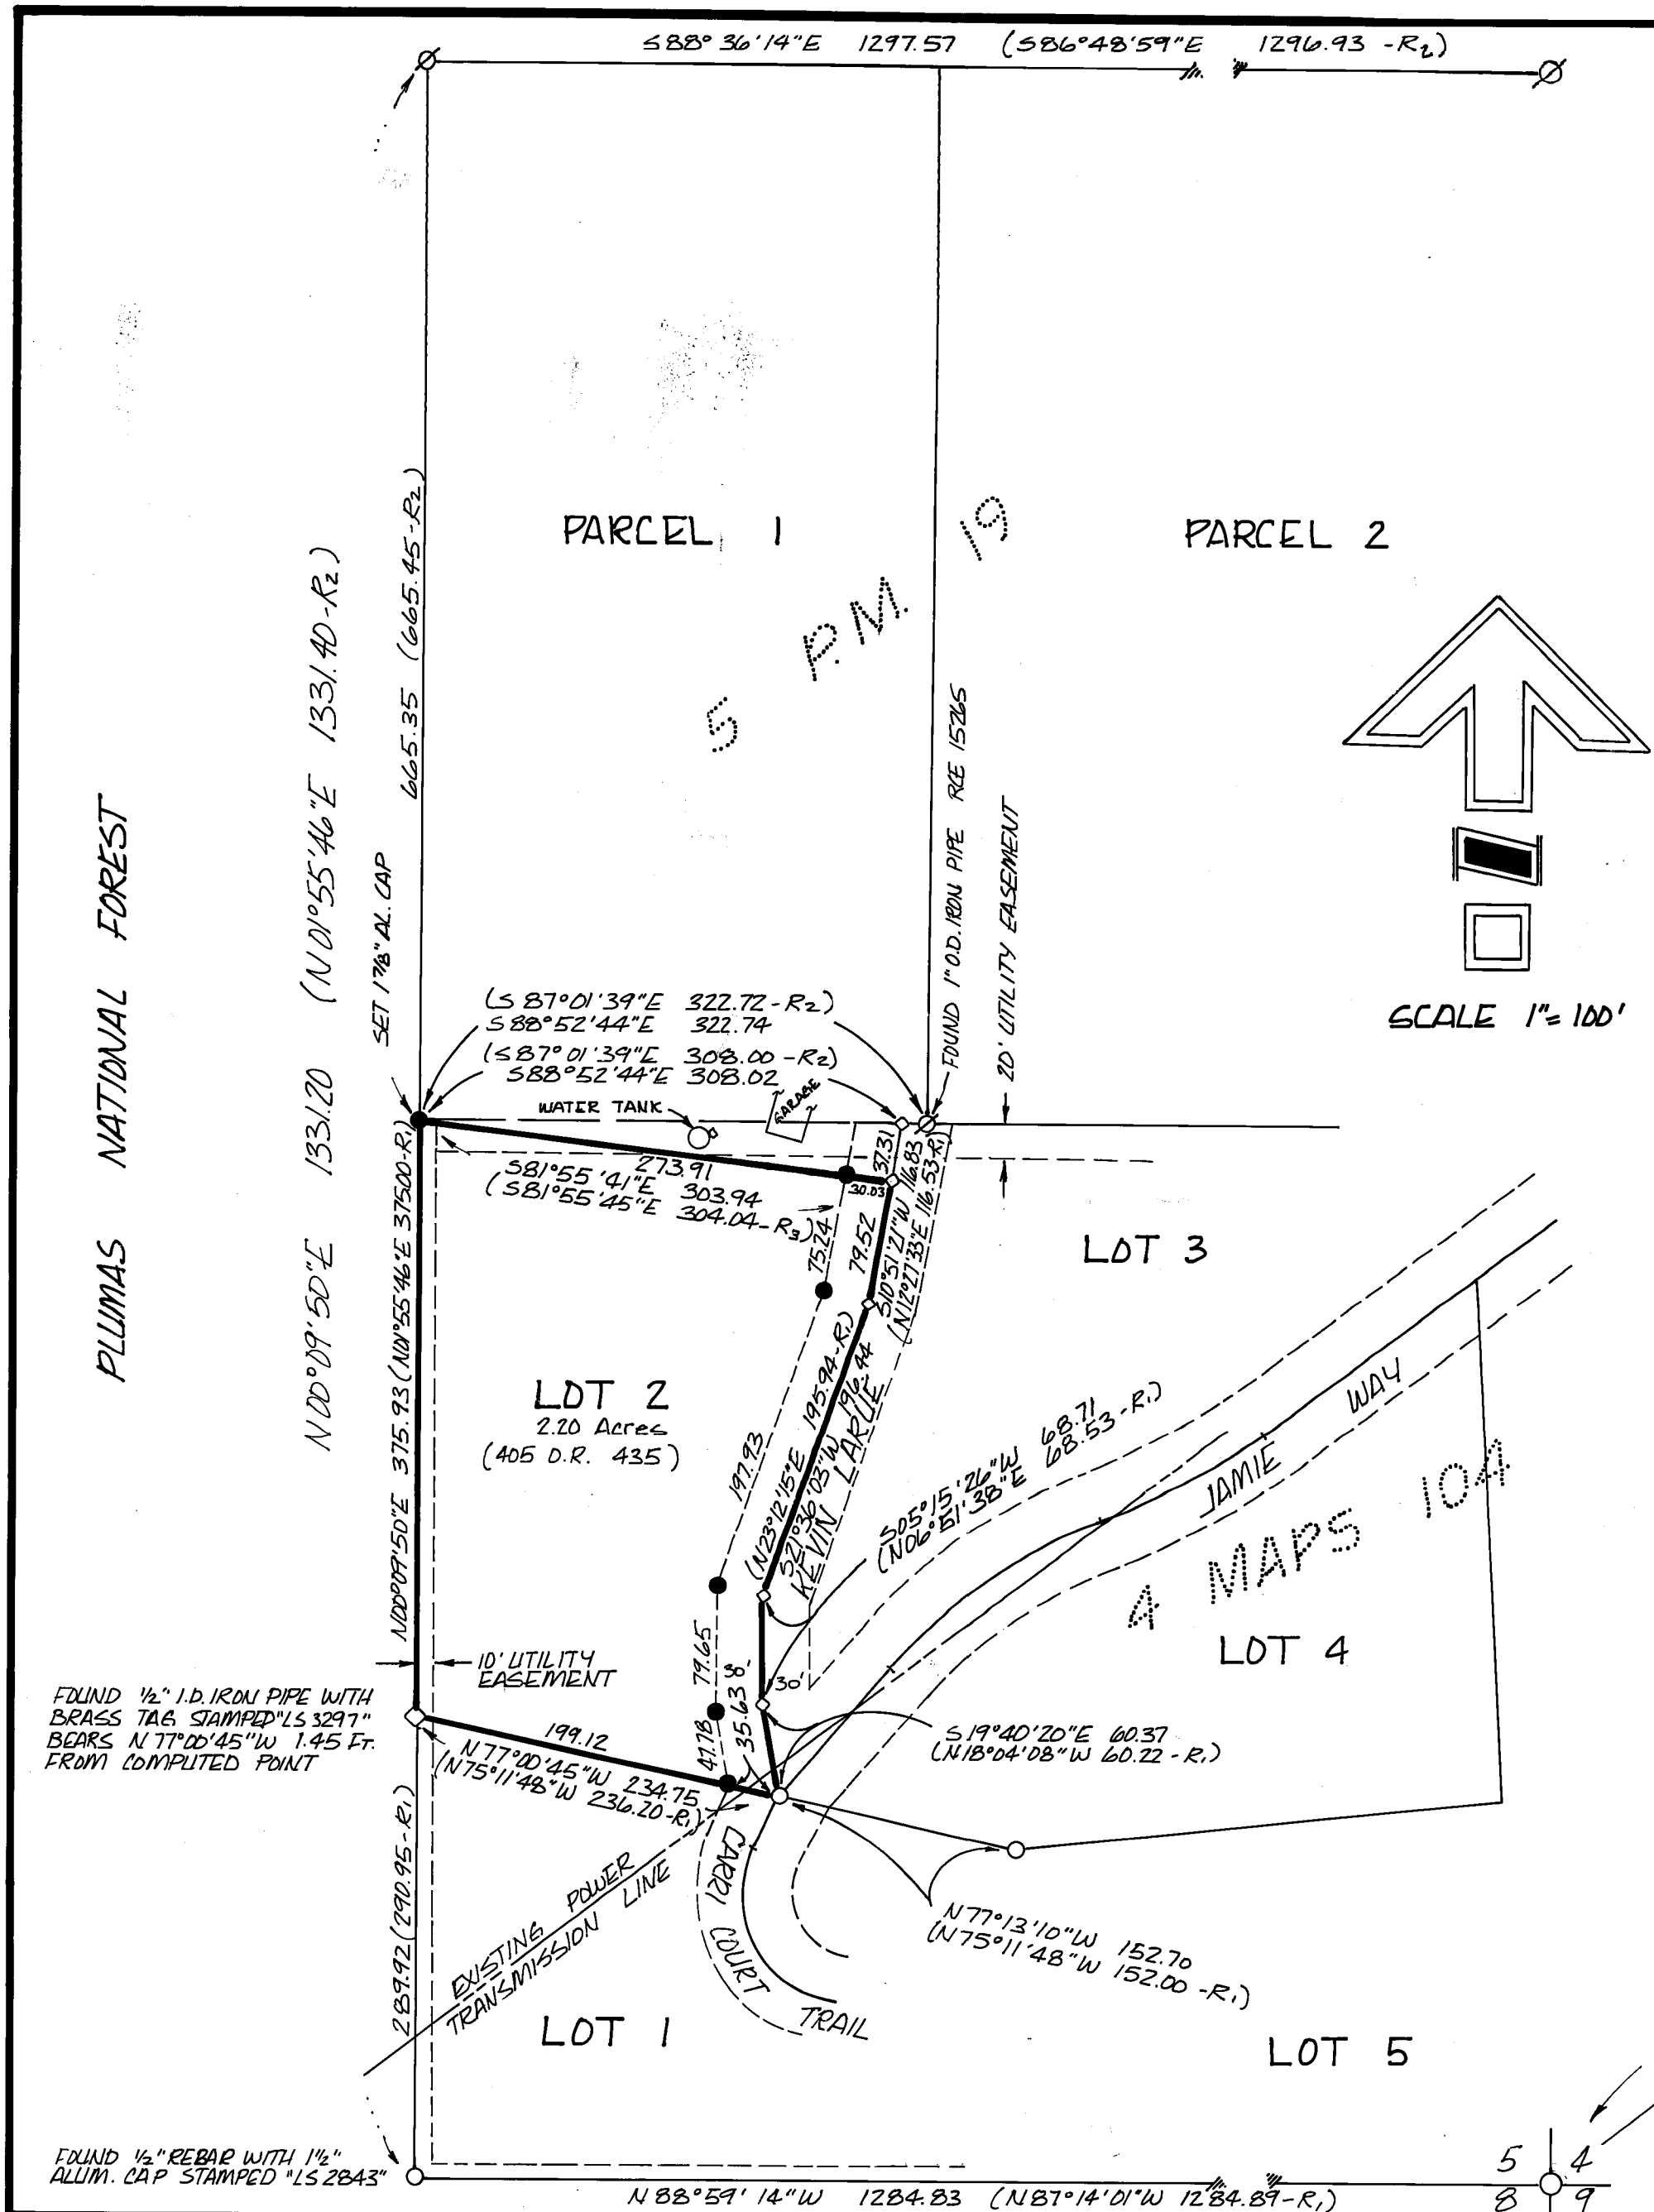 S88°36'14"E 1297.57 (S86°48'59"E 1296.93 -R2)
PARCEL 1
PARCEL 2
5 P.M. 19
665.35 (665.45-R2)
N00°09'50"E 1331.20 (N01°55'46"E 1331.40-R2)
PLUMAS NATIONAL FOREST
SET 1 7/8" AL. CAP
FOUND 1" O.D. IRON PIPE RCE 15265
20' UTILITY EASEMENT
SCALE 1"=100'
(S87°01'39"E 322.72-R2)
S88°52'44"E 322.74
(S87°01'39"E 308.00-R2)
S88°52'44"E 308.02
WATER TANK
GARAGE
273.91
S81°55'41"E 303.94
(S81°55'45"E 304.04-R3)
30.03
37.31
116.83
S10°51'21"W
(N12°27'33"E 116.53-R1)
79.52
75.24
LOT 3
N00°09'50"E 375.93 (N01°55'46"E 375.00-R1)
LOT 2
2.20 Acres
(405 O.R. 435)
197.93
(N23°12'15"E 195.94-R1)
S21°36'03"W 196.44
KEVIN LARUE
S05°15'26"W 68.71
(N06°51'38"E 68.53-R1)
JAMIE WAY
4 MAPS 104
LOT 4
79.65
30'
47.78
35.63
10' UTILITY
EASEMENT
FOUND 1/2" I.D. IRON PIPE WITH
BRASS TAG STAMPED "LS 3297"
BEARS N77°00'45"W 1.45 FT.
FROM COMPUTED POINT
199.12
N77°00'45"W 234.75
(N75°11'48"W 236.20-R1)
S19°40'20"E 60.37
(N18°04'08"W 60.22-R1)
N77°13'10"W 152.70
(N75°11'48"W 152.00-R1)
289.92 (290.95-R1)
EXISTING POWER
TRANSMISSION LINE
CARRI COURT
TRAIL
LOT 1
LOT 5
FOUND 1/2" REBAR WITH 1 1/2"
ALUM. CAP STAMPED "LS 2843"
N88°59'14"W 1284.83 (N87°14'01"W 1284.89-R1)
5 4
8 9